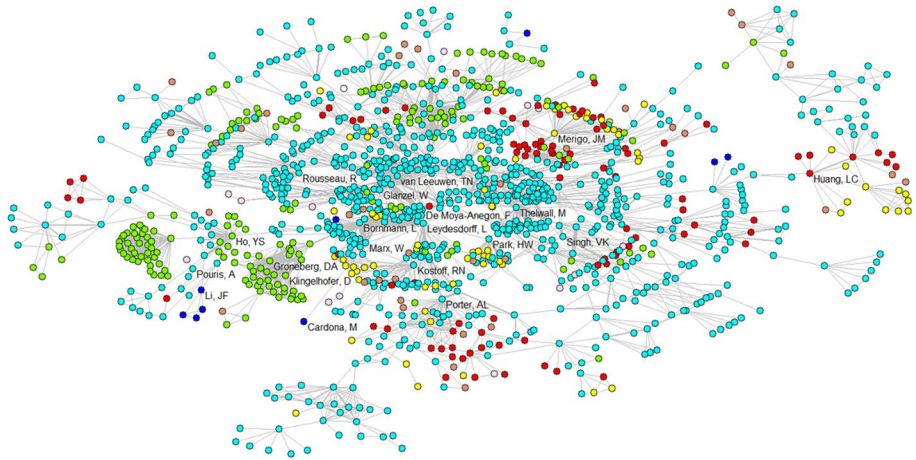 Merigo, JM
Huang, LC
Rousseau, R
van Leeuwen, TN
Glanzel, W
De Moya-Anegon, F
Thelwall, M
Bornmann, L
Leydesdorff, L
Ho, YS
Marx, W
Park, HW
Singh, VK
Groneberg, DA
Kostoff, RN
Pouris, A
Klingelhofer, D
Li, JF
Porter, AL
Cardona, M